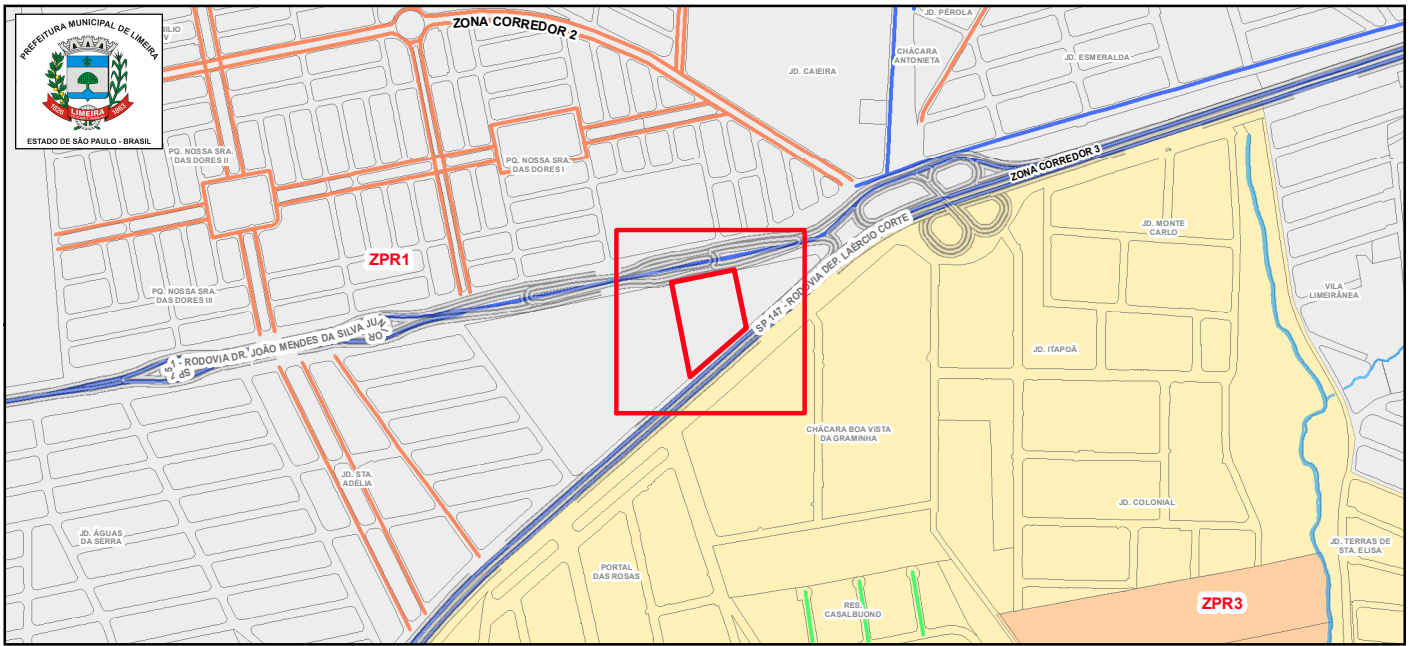 PREFEITURA MUNICIPAL DE LIMEIRA
1826
LIMEIRA
1863
ESTADO DE SÃO PAULO - BRASIL
ZONA CORREDOR 2
JD. PÉROLA
CHÁCARA
ANTONIETA
JD. ESMERALDA
JD. CAIEIRA
PQ. NOSSA SRA.
DAS DORES II
PQ. NOSSA SRA.
DAS DORES I
ZONA CORREDOR 3
JD. MONTE
CARLO
ZPR1
SP 147 - RODOVIA DEP. LAÉRCIO CORTE
PQ. NOSSA SRA.
DAS DORES III
VILA
LIMEIRÂNEA
SP 151 - RODOVIA DR. JOÃO MENDES DA SILVA JUNIOR
JD. ITAPOÃ
CHÁCARA BOA VISTA
DA GRAMINHA
JD. STA.
ADÉLIA
JD. COLONIAL
JD. ÁGUAS
DA SERRA
JD. TERRAS DE
STA. ELISA
PORTAL
DAS ROSAS
RES.
CASALBUONO
ZPR3